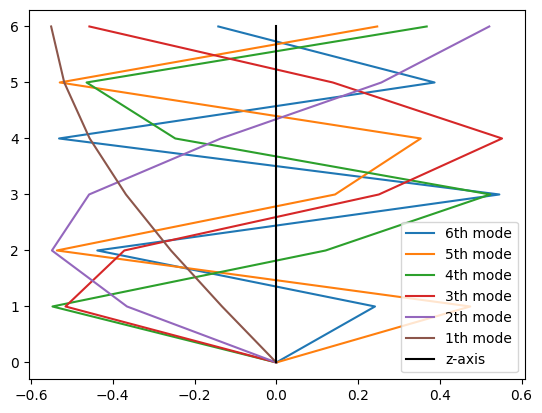 6
5
4
3
2
1
0
6th mode
5th mode
4th mode
3th mode
2th mode
1th mode
z-axis
−0.6 −0.4 −0.2 0.0 0.2 0.4 0.6